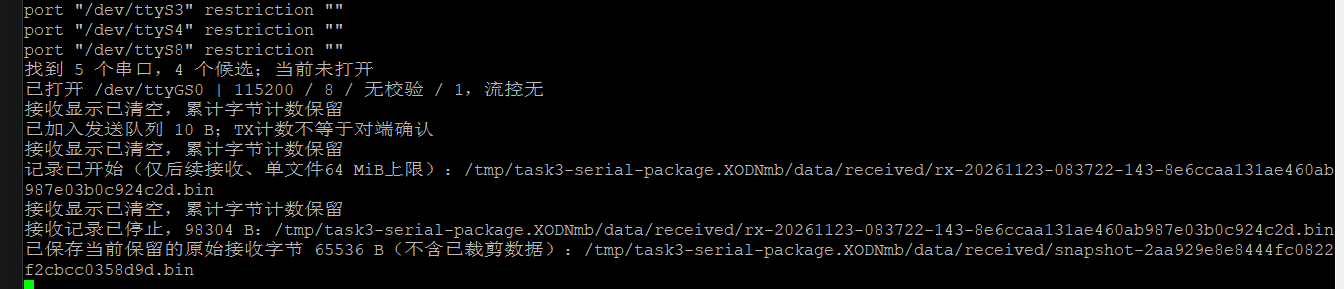 port "/dev/ttyS3" restriction ""
port "/dev/ttyS4" restriction ""
port "/dev/ttyS8" restriction ""
找到 5 个串口，4 个候选；当前未打开
已打开 /dev/ttyGS0 | 115200 / 8 / 无校验 / 1，流控无
接收显示已清空，累计字节计数保留
已加入发送队列 10 B；TX计数不等于对端确认
接收显示已清空，累计字节计数保留
记录已开始（仅后续接收、单文件64 MiB上限）：/tmp/task3-serial-package.XODNmb/data/received/rx-20261123-083722-143-8e6ccaa131ae460ab
987e03b0c924c2d.bin
接收显示已清空，累计字节计数保留
接收记录已停止，98304 B：/tmp/task3-serial-package.XODNmb/data/received/rx-20261123-083722-143-8e6ccaa131ae460ab987e03b0c924c2d.bin
已保存当前保留的原始接收字节 65536 B（不含已裁剪数据）：/tmp/task3-serial-package.XODNmb/data/received/snapshot-2aa929e8e8444fc0822
f2cbcc0358d9d.bin